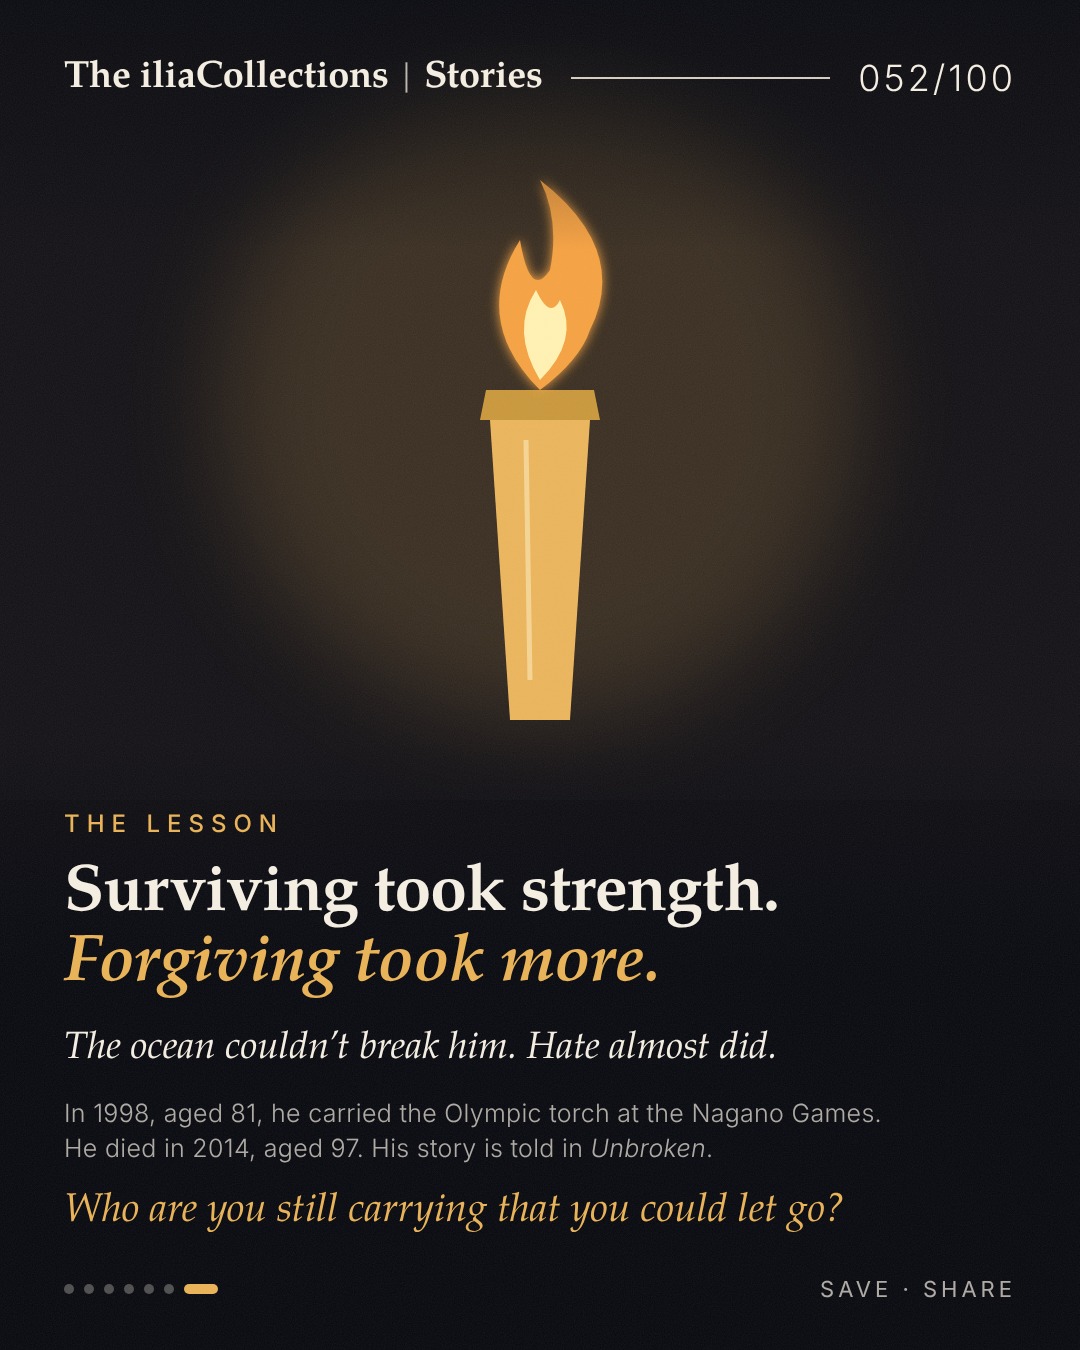 The iliaCollections | Stories 052/100
THE LESSON
Surviving took strength.
Forgiving took more.
The ocean couldn’t break him. Hate almost did.
In 1998, aged 81, he carried the Olympic torch at the Nagano Games.
He died in 2014, aged 97. His story is told in Unbroken.
Who are you still carrying that you could let go?
SAVE · SHARE